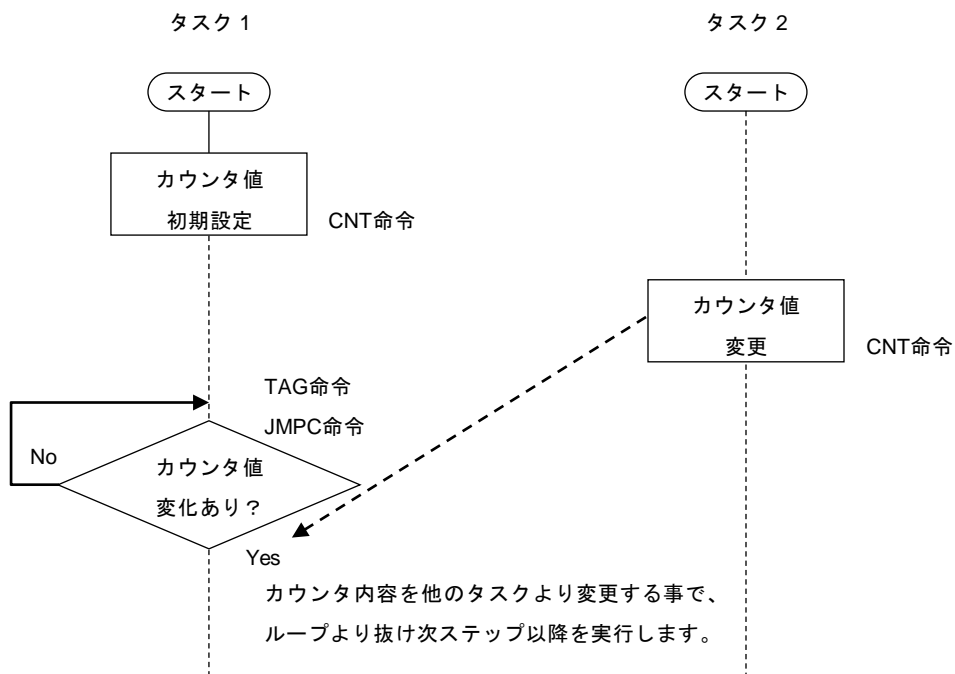 タスク 1
タスク 2
スタート
スタート
カウンタ値
初期設定
CNT命令
カウンタ値
変更
CNT命令
TAG命令
JMPC命令
No
カウンタ値
変化あり？
Yes
カウンタ内容を他のタスクより変更する事で、
ループより抜け次ステップ以降を実行します。